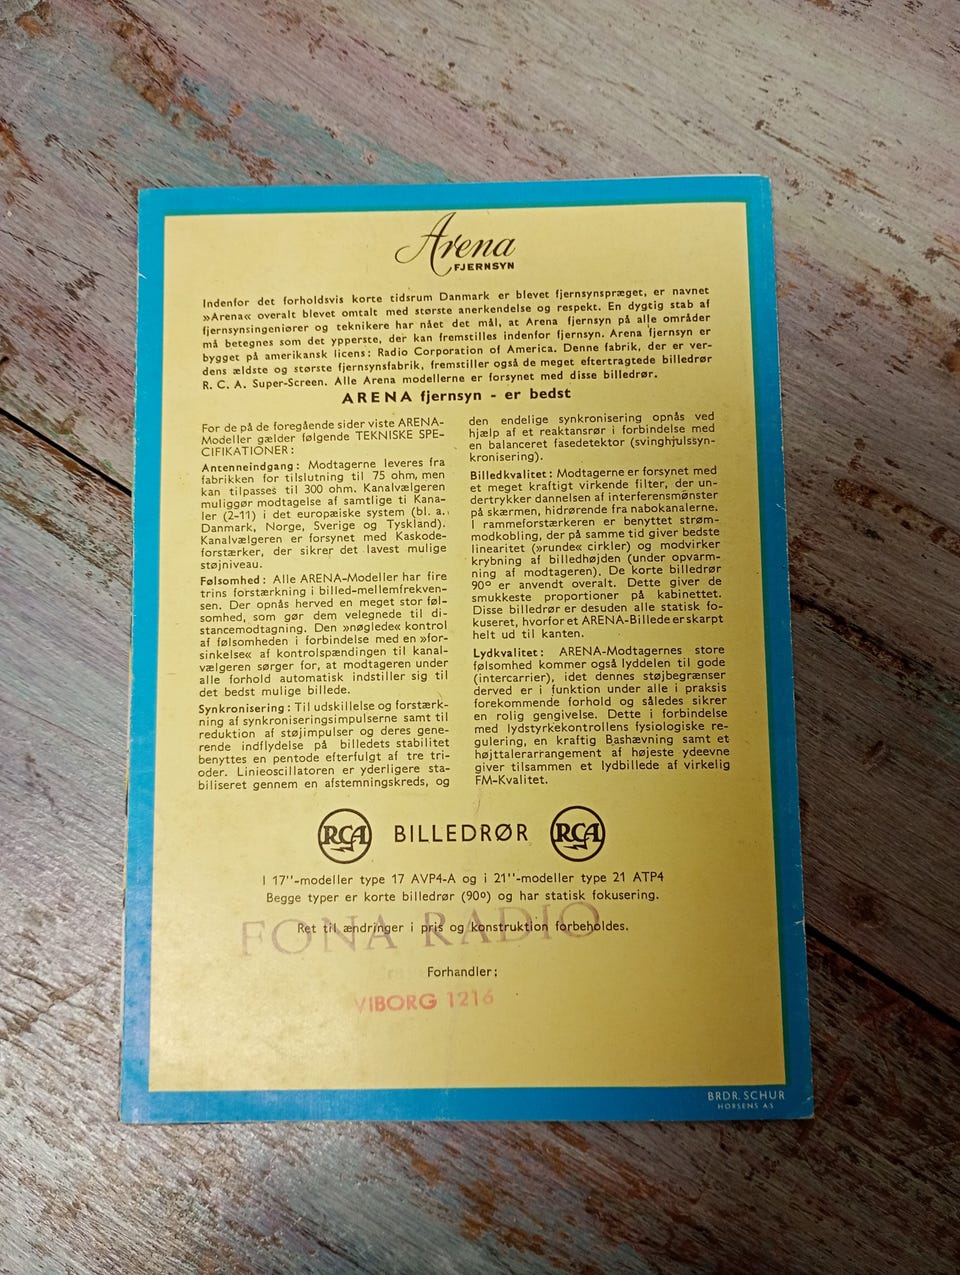 Arena
FJERNSYN
Indenfor det forholdsvis korte tidsrum Danmark er blevet fjernsynspræget, er navnet
»Arena« overalt blevet omtalt med største anerkendelse og respekt. En dygtig stab af
fjernsynsingeniører og teknikere har nået det mål, at Arena fjernsyn på alle områder
må betegnes som det ypperste, der kan fremstilles indenfor fjernsyn. Arena fjernsyn er
bygget på amerikansk licens: Radio Corporation of America. Denne fabrik, der er ver-
dens ældste og største fjernsynsfabrik, fremstiller også de meget eftertragtede billedrør
R. C. A. Super-Screen. Alle Arena modellerne er forsynet med disse billedrør.
ARENA fjernsyn - er bedst
For de på de foregående sider viste ARENA-
Modeller gælder følgende TEKNISKE SPE-
CIFIKATIONER:
Antenneindgang: Modtagerne leveres fra
fabrikken for tilslutning til 75 ohm, men
kan tilpasses til 300 ohm. Kanalvælgeren
muliggør modtagelse af samtlige ti Kana-
ler (2-11) i det europæiske system (bl. a.
Danmark, Norge, Sverige og Tyskland).
Kanalvælgeren er forsynet med Kaskode-
forstærker, der sikrer det lavest mulige
støjniveau.
Følsomhed: Alle ARENA-Modeller har fire
trins forstærkning i billed-mellemfrekven-
sen. Der opnås herved en meget stor føl-
somhed, som gør dem velegnede til di-
stancemodtagning. Den »nøglede« kontrol
af følsomheden i forbindelse med en »for-
sinkelse« af kontrolspændingen til kanal-
vælgeren sørger for, at modtageren under
alle forhold automatisk indstiller sig til
det bedst mulige billede.
Synkronisering: Til udskillelse og forstærk-
ning af synkroniseringsimpulserne samt til
reduktion af støjimpulser og deres gene-
rende indflydelse på billedets stabilitet
benyttes en pentode efterfulgt af tre tri-
oder. Linieoscillatoren er yderligere sta-
biliseret gennem en afstemningskreds, og
den endelige synkronisering opnås ved
hjælp af et reaktansrør i forbindelse med
en balanceret fasedetektor (svinghjulssyn-
kronisering).
Billedkvalitet: Modtagerne er forsynet med
et meget kraftigt virkende filter, der un-
dertrykker dannelsen af interferensmønster
på skærmen, hidrørende fra nabokanalerne.
I rammeforstærkeren er benyttet strøm-
modkobling, der på samme tid giver bedste
linearitet (»runde« cirkler) og modvirker
krybning af billedhøjden (under opvarm-
ning af modtageren). De korte billedrør
90° er anvendt overalt. Dette giver de
smukkeste proportioner på kabinettet.
Disse billedrør er desuden alle statisk fo-
kuseret, hvorfor et ARENA-Billede er skarpt
helt ud til kanten.
Lydkvalitet: ARENA-Modtagernes store
følsomhed kommer også lyddelen til gode
(intercarrier), idet dennes støjbegrænser
derved er i funktion under alle i praksis
forekommende forhold og således sikrer
en rolig gengivelse. Dette i forbindelse
med lydstyrkekontrollens fysiologiske re-
gulering, en kraftig Bashævning samt et
højttalerarrangement af højeste ydeevne
giver tilsammen et lydbillede af virkelig
FM-Kvalitet.
RCA BILLEDRØR RCA
I 17"-modeller type 17 AVP4-A og i 21"-modeller type 21 ATP4
Begge typer er korte billedrør (90°) og har statisk fokusering.
FONA RADIO
Ret til ændringer i pris og konstruktion forbeholdes.
Forhandler:
VIBORG 1216
BRDR. SCHUR
HORSENS A.S